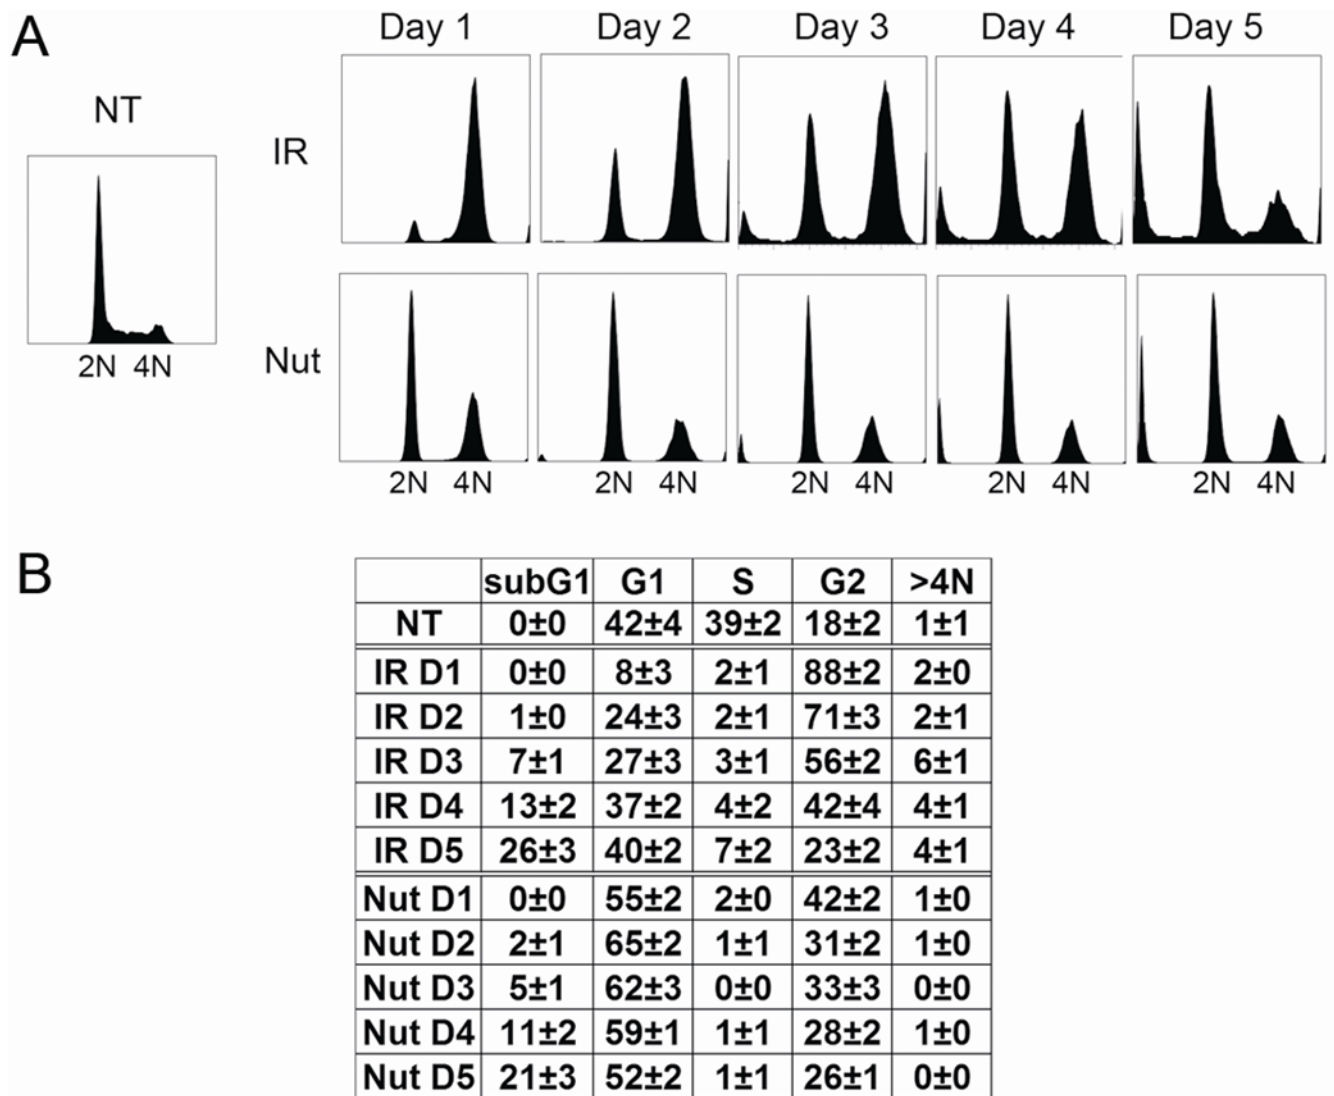 A
Day 1 Day 2 Day 3 Day 4 Day 5
NT
IR
2N 4N
Nut
2N 4N 2N 4N 2N 4N 2N 4N 2N 4N
B
subG1 G1 S G2 >4N
NT 0±0 42±4 39±2 18±2 1±1
IR D1 0±0 8±3 2±1 88±2 2±0
IR D2 1±0 24±3 2±1 71±3 2±1
IR D3 7±1 27±3 3±1 56±2 6±1
IR D4 13±2 37±2 4±2 42±4 4±1
IR D5 26±3 40±2 7±2 23±2 4±1
Nut D1 0±0 55±2 2±0 42±2 1±0
Nut D2 2±1 65±2 1±1 31±2 1±0
Nut D3 5±1 62±3 0±0 33±3 0±0
Nut D4 11±2 59±1 1±1 28±2 1±0
Nut D5 21±3 52±2 1±1 26±1 0±0